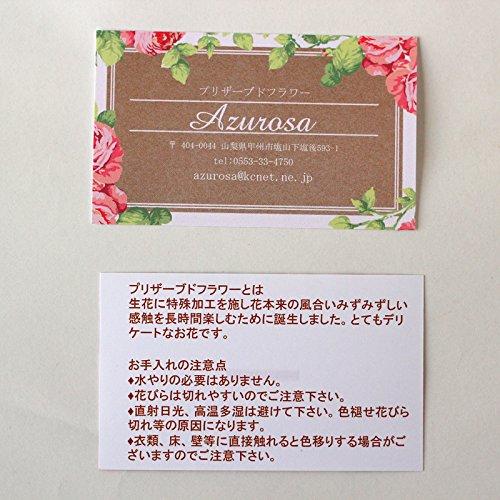 プリザーブドフラワー
Azurosa
〒 404-0044 山梨県甲州市塩山下塩後593-1
tel:0553-33-4750
azurosa@kcnet.ne.jp
プリザーブドフラワーとは
生花に特殊加工を施し花本来の風合いみずみずしい
感触を長時間楽しむために誕生しました。とてもデリ
ケートなお花です。
お手入れの注意点
♦水やりの必要はありません。
♦花びらは切れやすいのでご注意下さい。
♦直射日光、高温多湿は避けて下さい。色褪せ花びら
切れ等の原因になります。
♦衣類、床、壁等に直接触れると色移りする場合がご
ざいますのでご注意下さい。